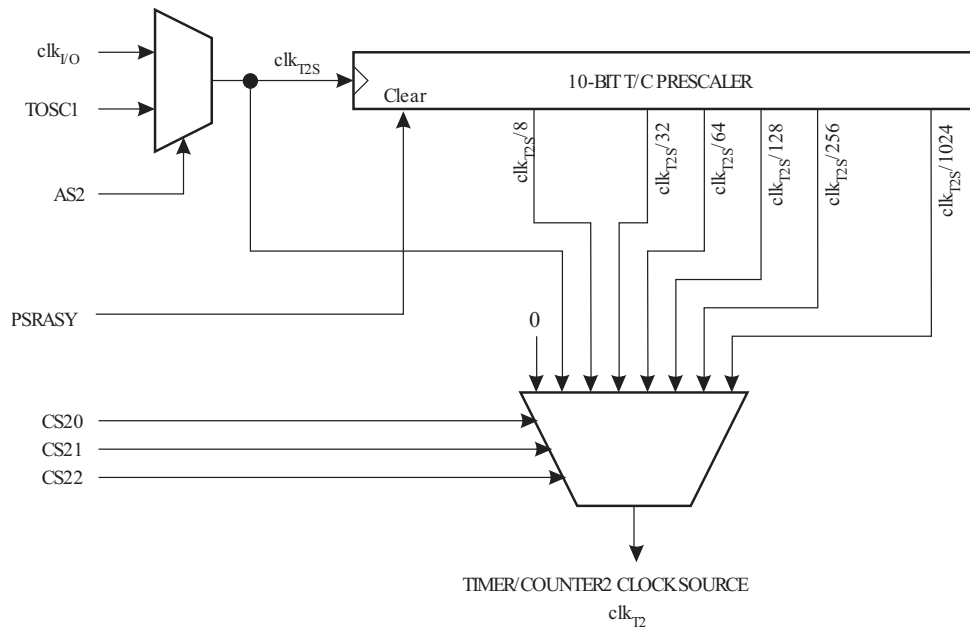 clkI/O
clkT2S
10-BIT T/C PRESCALER
Clear
TOSC1
AS2
clkT2S/8
clkT2S/32
clkT2S/64
clkT2S/128
clkT2S/256
clkT2S/1024
PSRASY
0
CS20
CS21
CS22
TIMER/COUNTER2 CLOCK SOURCE
clkT2